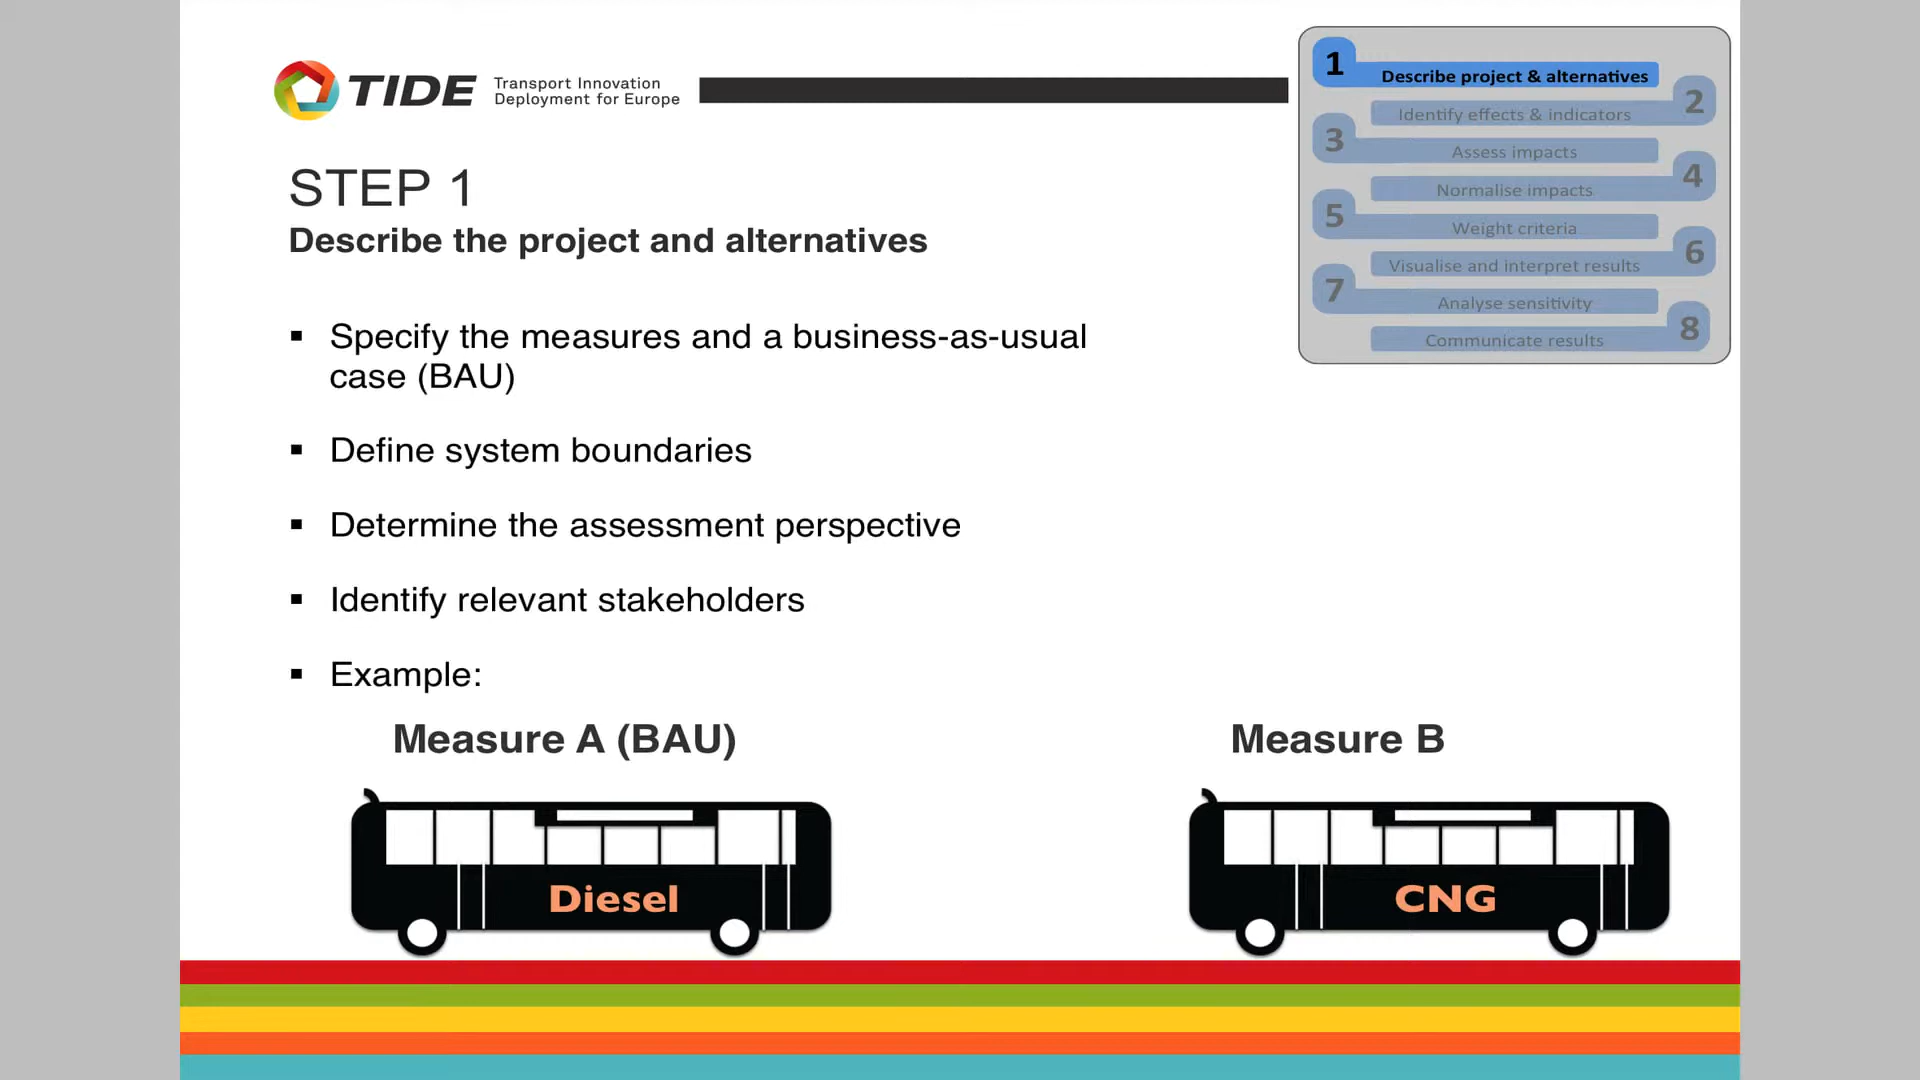 TIDE
Transport Innovation
Deployment for Europe
1
Describe project & alternatives
2
Identify effects & indicators
3
Assess impacts
4
Normalise impacts
5
Weight criteria
6
Visualise and interpret results
7
Analyse sensitivity
8
Communicate results
STEP 1
Describe the project and alternatives
▪ Specify the measures and a business-as-usual
case (BAU)
▪ Define system boundaries
▪ Determine the assessment perspective
▪ Identify relevant stakeholders
▪ Example:
Measure A (BAU)
Measure B
Diesel
CNG